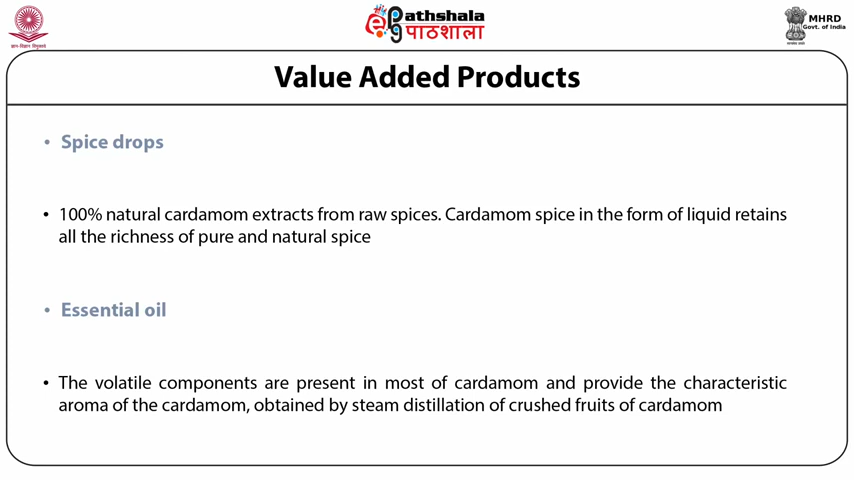 Pathshala
पाठशाला
MHRD
Govt. of India
Value Added Products
• Spice drops
• 100% natural cardamom extracts from raw spices. Cardamom spice in the form of liquid retains
all the richness of pure and natural spice
• Essential oil
• The volatile components are present in most of cardamom and provide the characteristic
aroma of the cardamom, obtained by steam distillation of crushed fruits of cardamom